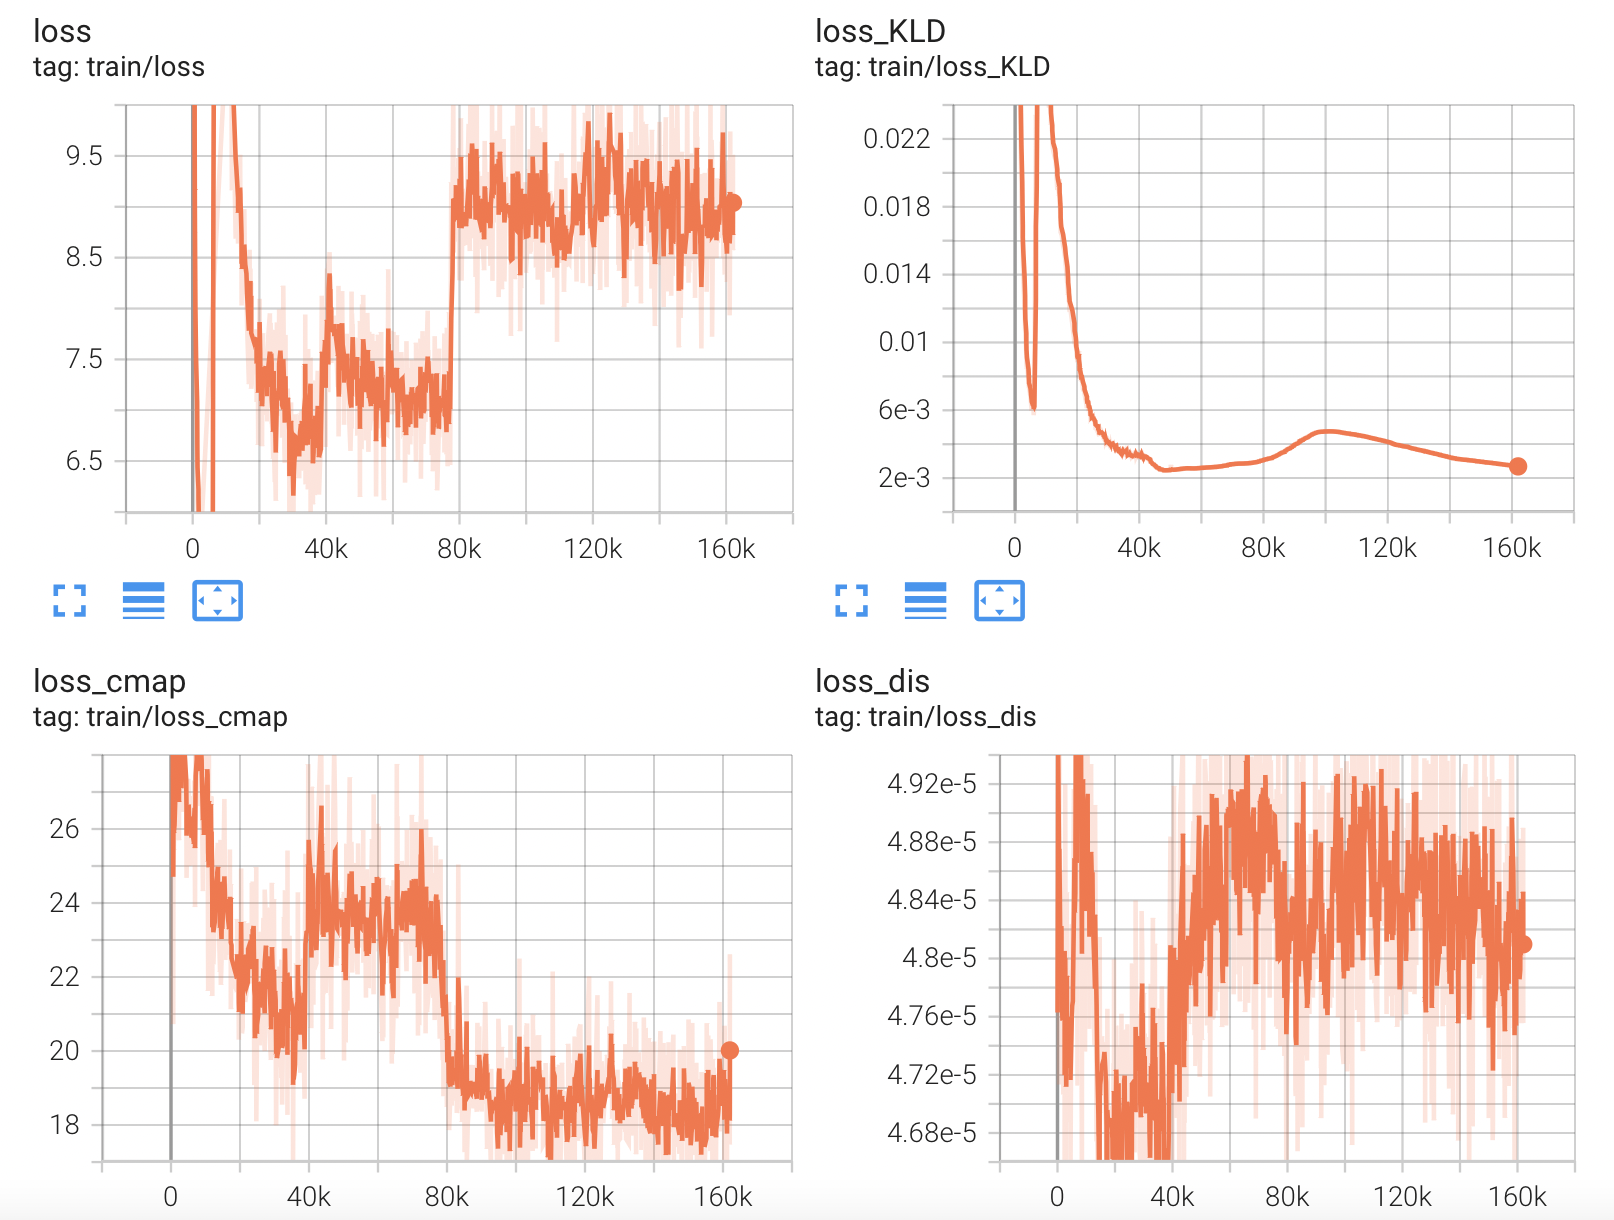 loss
tag: train/loss
9.5
8.5
7.5
6.5
0 40k 80k 120k 160k
loss_KLD
tag: train/loss_KLD
0.022
0.018
0.014
0.01
6e-3
2e-3
0 40k 80k 120k 160k
loss_cmap
tag: train/loss_cmap
26
24
22
20
18
0 40k 80k 120k 160k
loss_dis
tag: train/loss_dis
4.92e-5
4.88e-5
4.84e-5
4.8e-5
4.76e-5
4.72e-5
4.68e-5
0 40k 80k 120k 160k